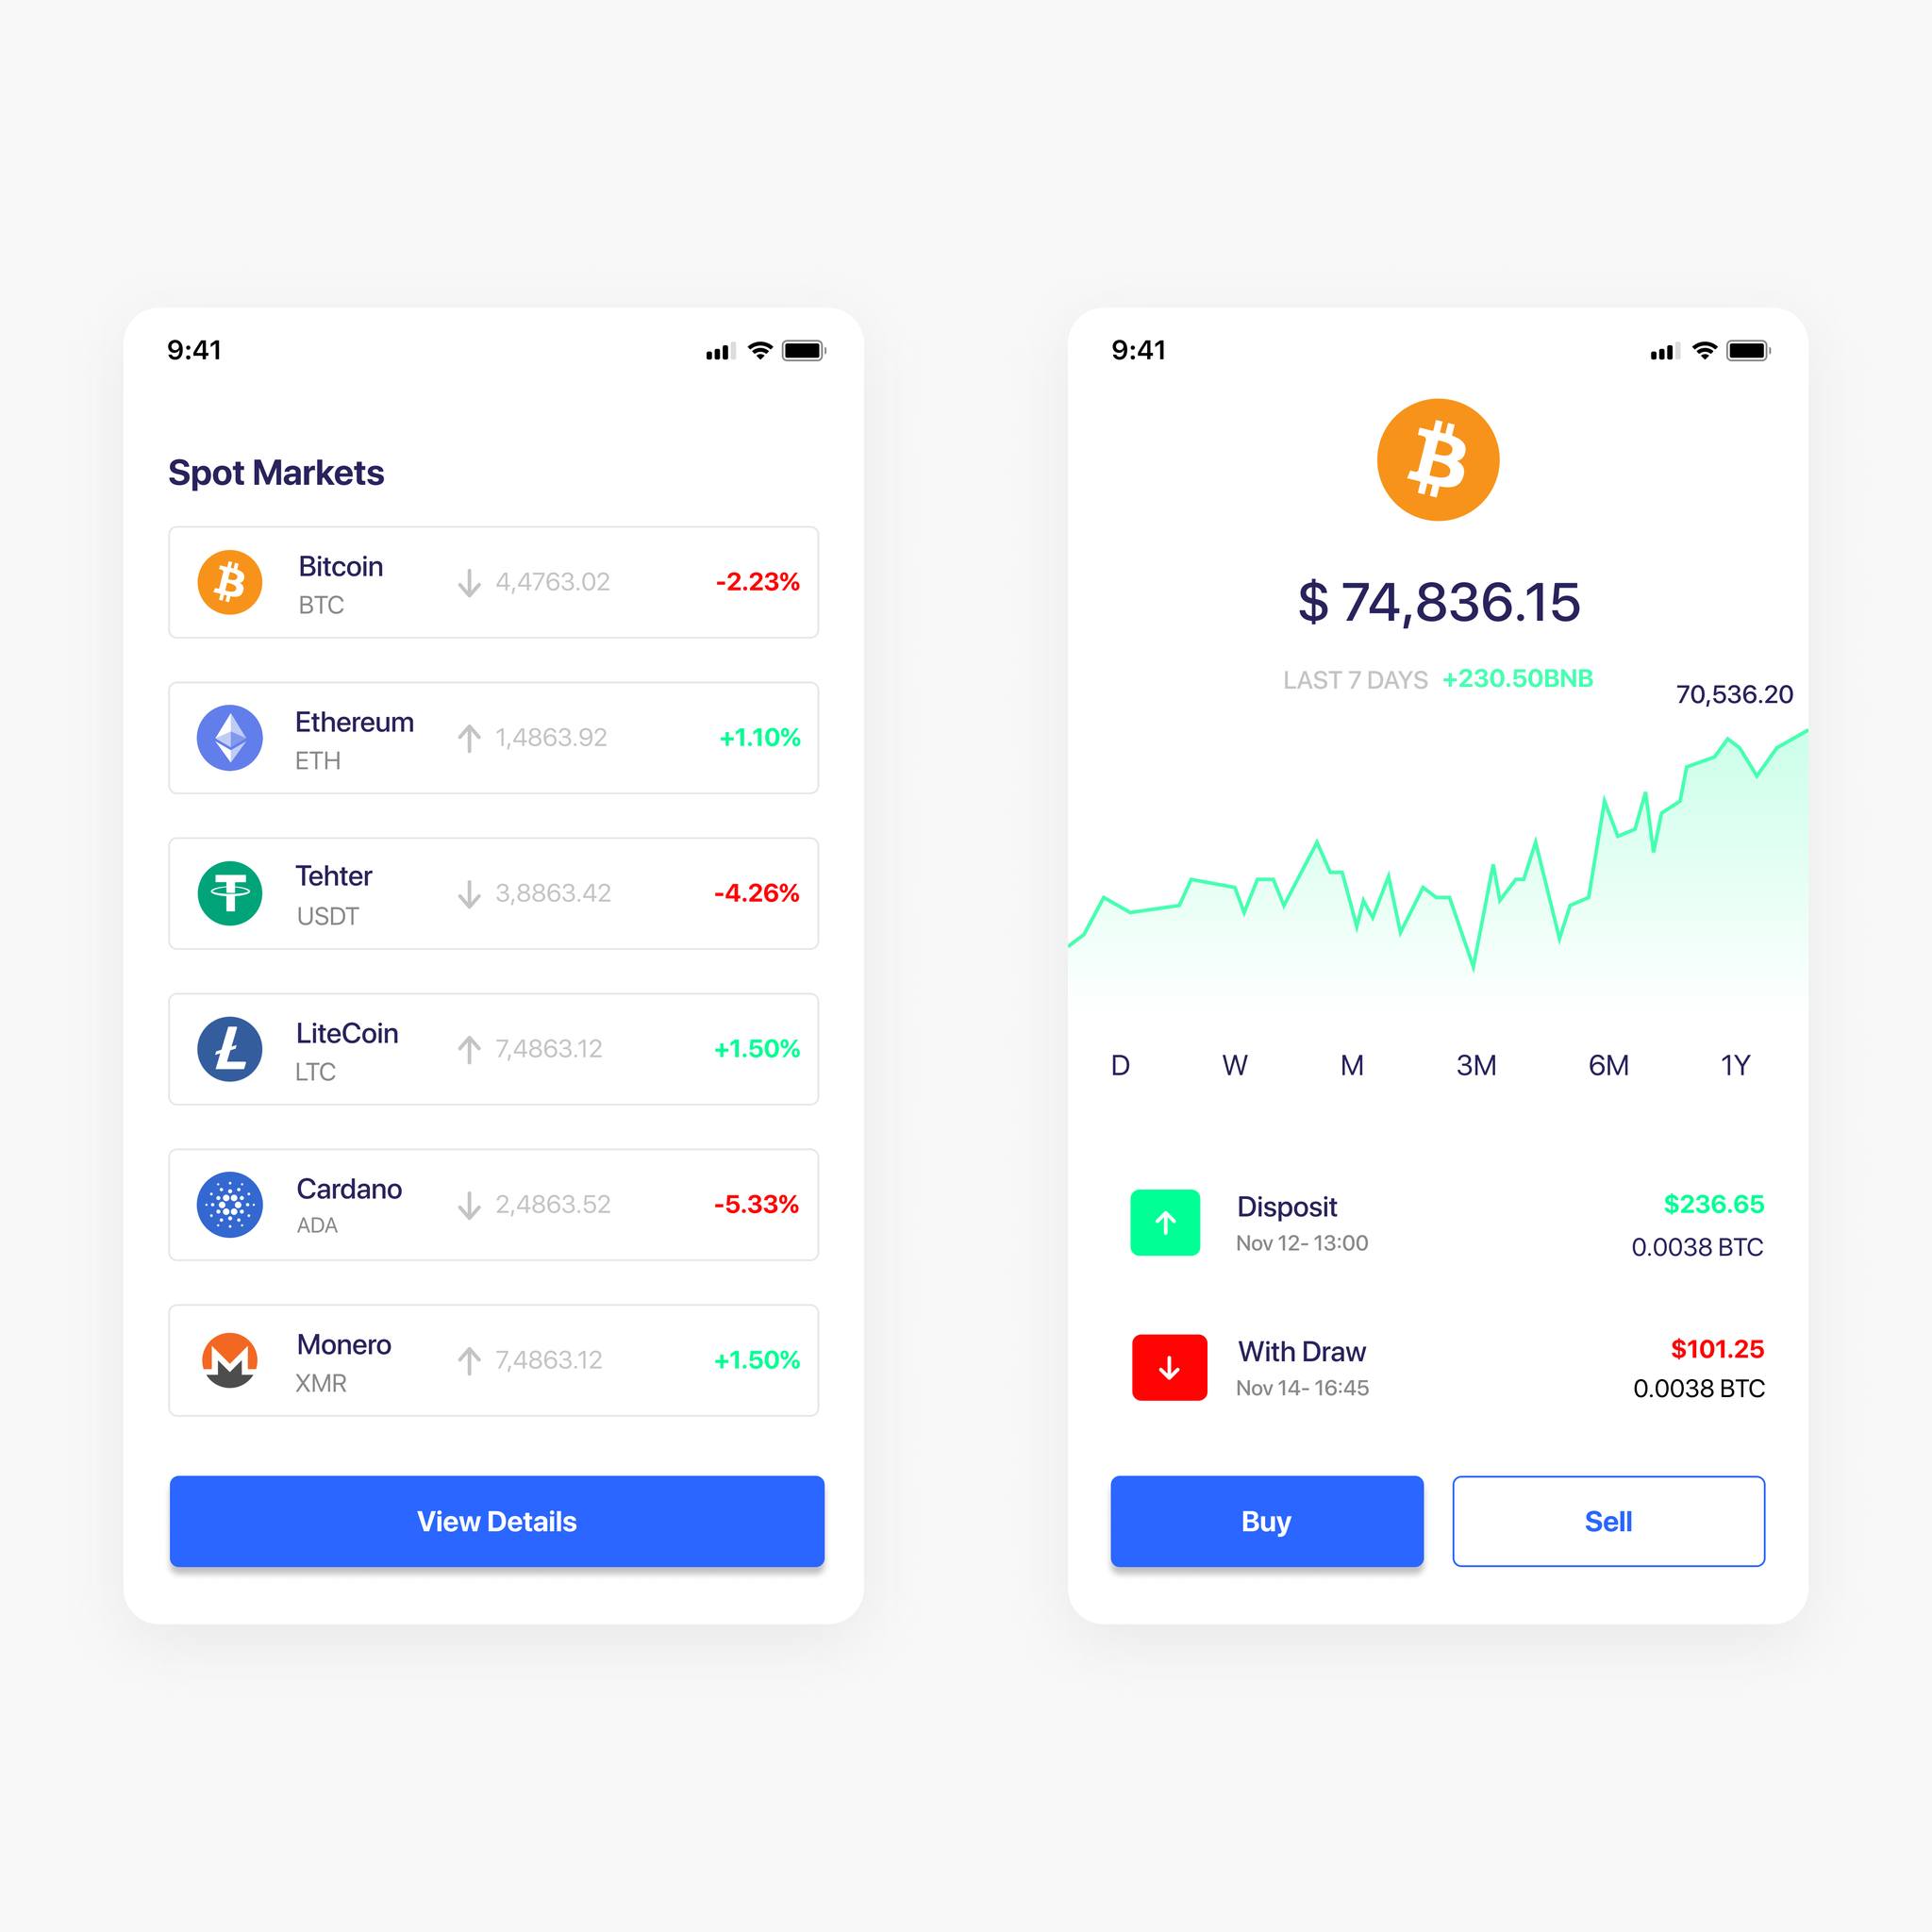 9:41
Spot Markets
Bitcoin
BTC
4,4763.02
-2.23%
Ethereum
ETH
1,4863.92
+1.10%
Tehter
USDT
3,8863.42
-4.26%
LiteCoin
LTC
7,4863.12
+1.50%
Cardano
ADA
2,4863.52
-5.33%
Monero
XMR
7,4863.12
+1.50%
View Details
9:41
$ 74,836.15
LAST 7 DAYS +230.50BNB
70,536.20
D W M 3M 6M 1Y
Disposit
Nov 12- 13:00
$236.65
0.0038 BTC
With Draw
Nov 14- 16:45
$101.25
0.0038 BTC
Buy
Sell